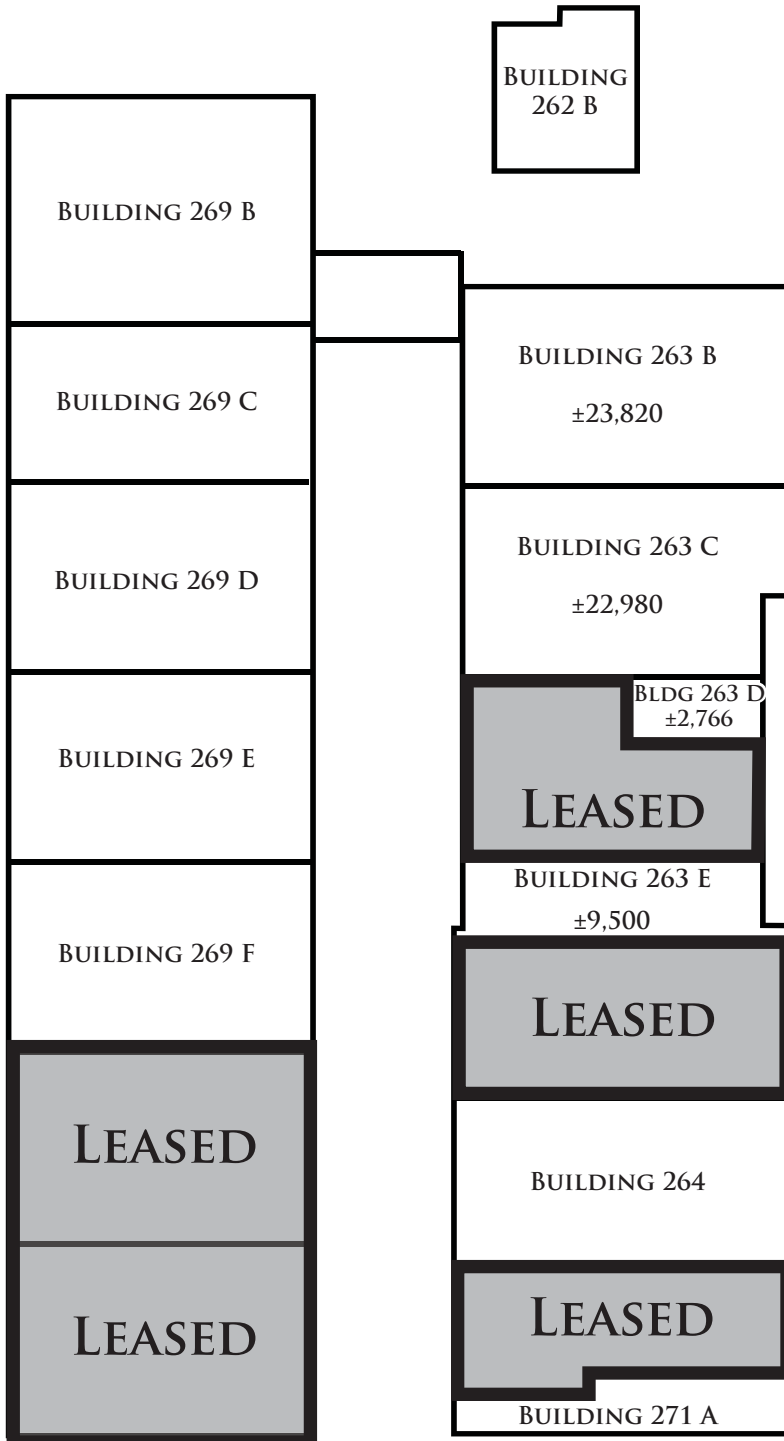 BUILDING
262 B
BUILDING 269 B
BUILDING 269 C
BUILDING 269 D
BUILDING 269 E
BUILDING 269 F
LEASED
LEASED
BUILDING 263 B
±23,820
BUILDING 263 C
±22,980
BLDG 263 D
±2,766
LEASED
BUILDING 263 E
±9,500
LEASED
BUILDING 264
LEASED
BUILDING 271 A